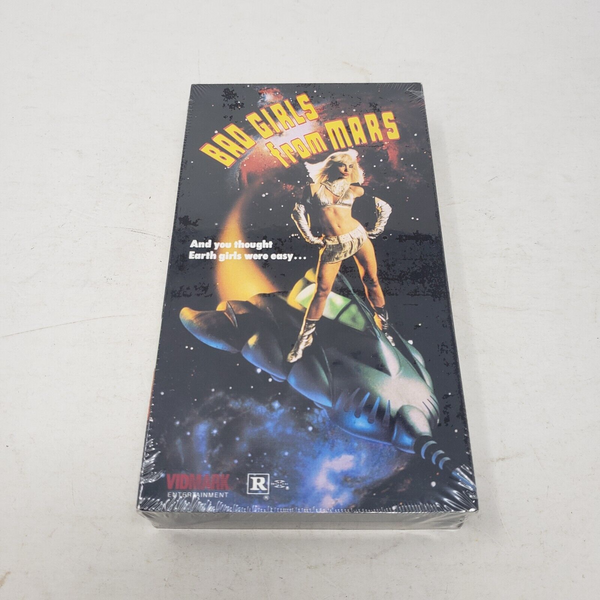 BAD GIRLS
from MARS
And you thought
Earth girls were easy...
VIDMARK
ENTERTAINMENT
R